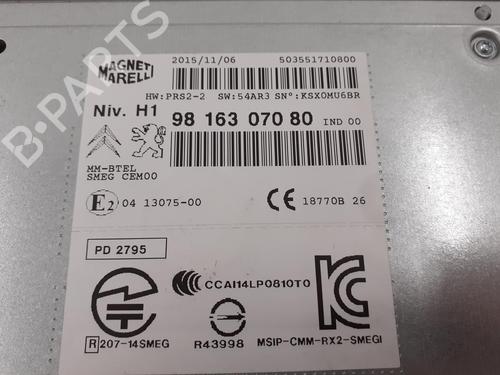 MAGNETI MARELLI
2015/11/06 503551710800
HW:PRS2-2 SW:54AR3 SN°:KSX0MU6BR
Niv. H1 98 163 070 80 IND 00
MM-BTEL
SMEG CEM00
E2 04 13075-00 CE 18770B 26
PD 2795
CCAI14LP0810T0
R 207-14SMEG R43998 MSIP-CMM-RX2-SMEGI
B-PARTS